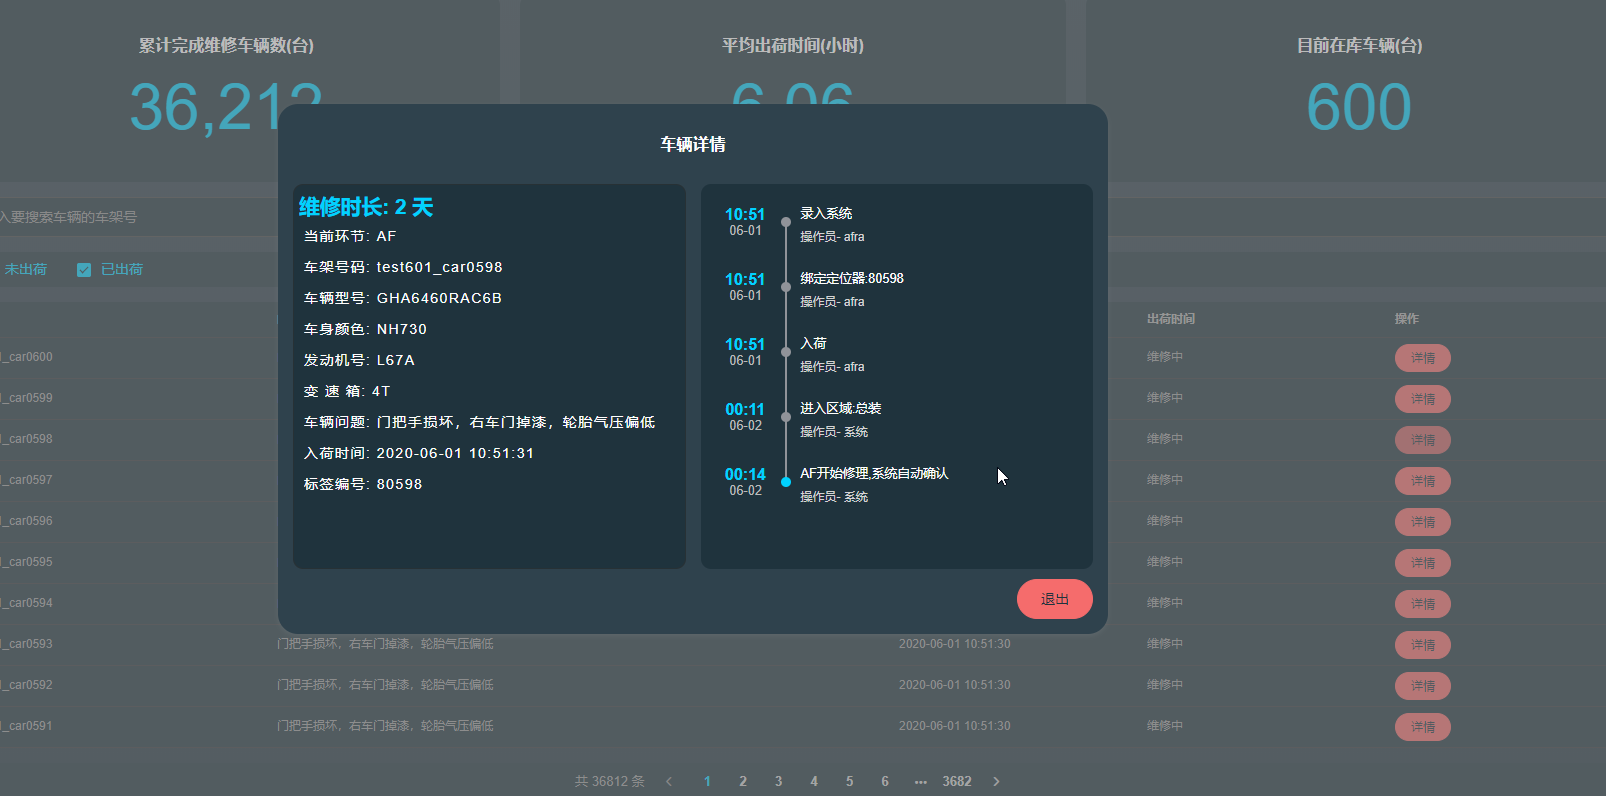 累计完成维修车辆数(台)
平均出荷时间(小时)
目前在库车辆(台)
36,212
6.06
600
车辆详情
维修时长: 2 天
当前环节: AF
车架号码: test601_car0598
车辆型号: GHA6460RAC6B
车身颜色: NH730
发动机号: L67A
变 速 箱: 4T
车辆问题: 门把手损坏，右车门掉漆，轮胎气压偏低
入荷时间: 2020-06-01 10:51:31
标签编号: 80598
10:51 录入系统
06-01 操作员- afra
10:51 绑定定位器:80598
06-01 操作员- afra
10:51 入荷
06-01 操作员- afra
00:11 进入区域:总装
06-02 操作员- 系统
00:14 AF开始修理,系统自动确认
06-02 操作员- 系统
退出
入要搜索车辆的车架号
未出荷 已出荷
出荷时间 操作
_car0600 维修中 详情
_car0599 维修中 详情
_car0598 维修中 详情
_car0597 维修中 详情
_car0596 维修中 详情
_car0595 维修中 详情
_car0594 维修中 详情
_car0593 门把手损坏，右车门掉漆，轮胎气压偏低 2020-06-01 10:51:30 维修中 详情
_car0592 门把手损坏，右车门掉漆，轮胎气压偏低 2020-06-01 10:51:30 维修中 详情
_car0591 门把手损坏，右车门掉漆，轮胎气压偏低 2020-06-01 10:51:30 维修中 详情
共 36812 条 < 1 2 3 4 5 6 ••• 3682 >